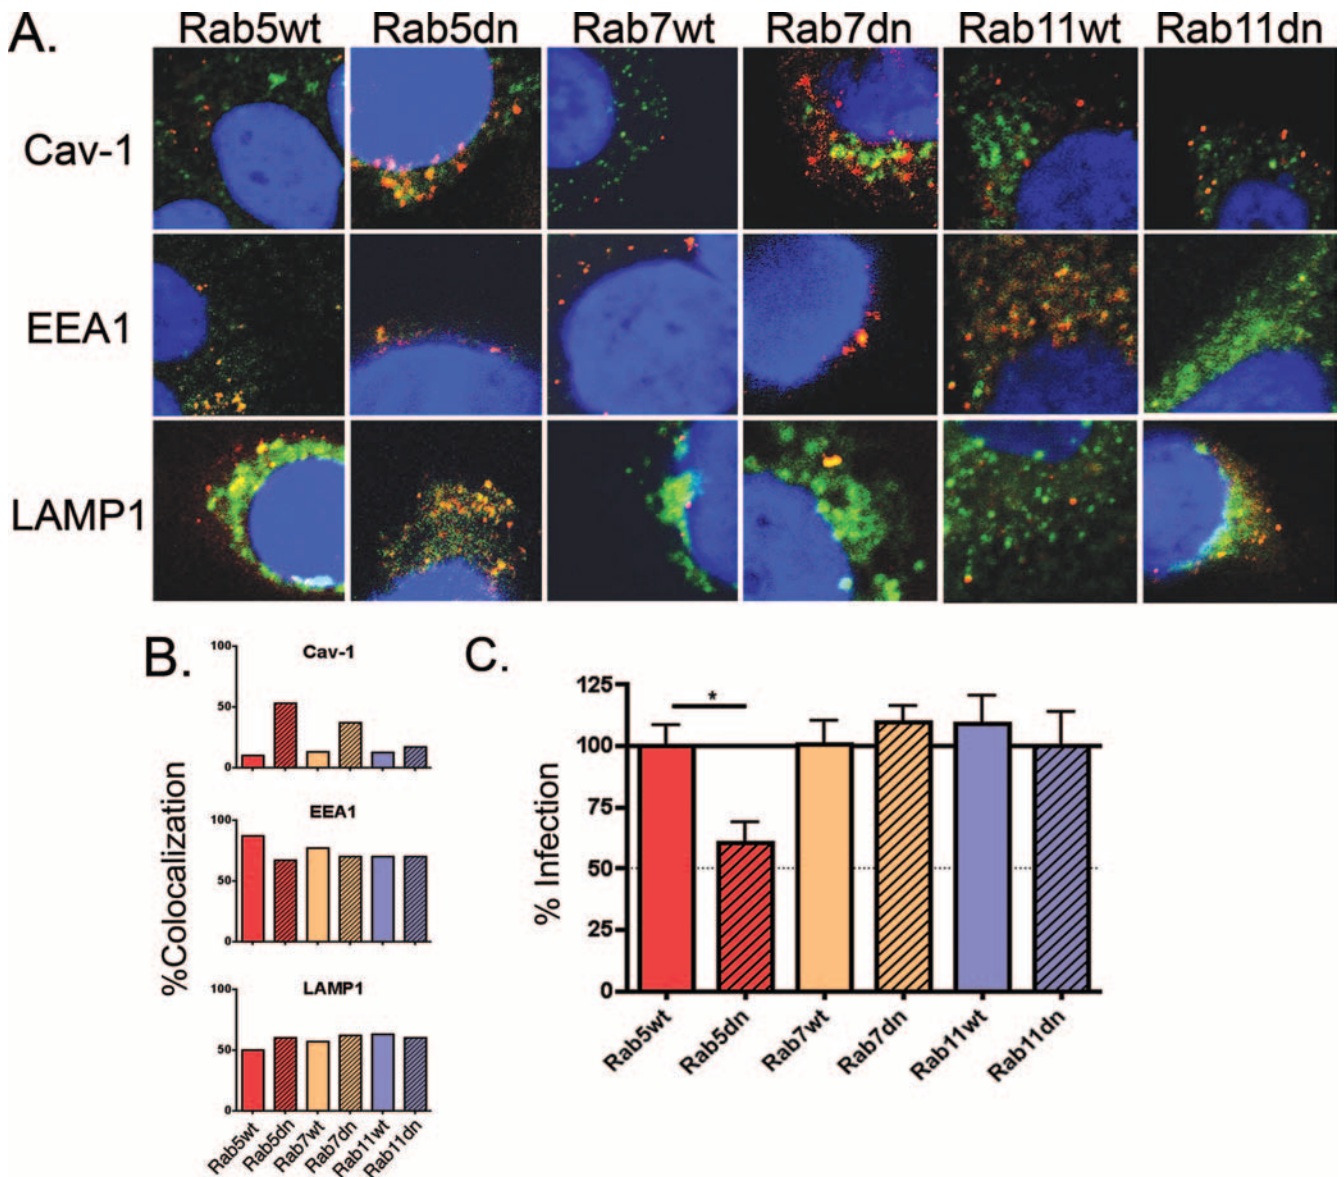 A.
Rab5wt Rab5dn Rab7wt Rab7dn Rab11wt Rab11dn
Cav-1
EEA1
LAMP1
B.
%Colocalization
Cav-1
100
50
0
EEA1
100
50
0
LAMP1
100
50
0
Rab5wt Rab5dn Rab7wt Rab7dn Rab11wt Rab11dn
C.
% Infection
125
100
75
50
25
0
*
Rab5wt Rab5dn Rab7wt Rab7dn Rab11wt Rab11dn